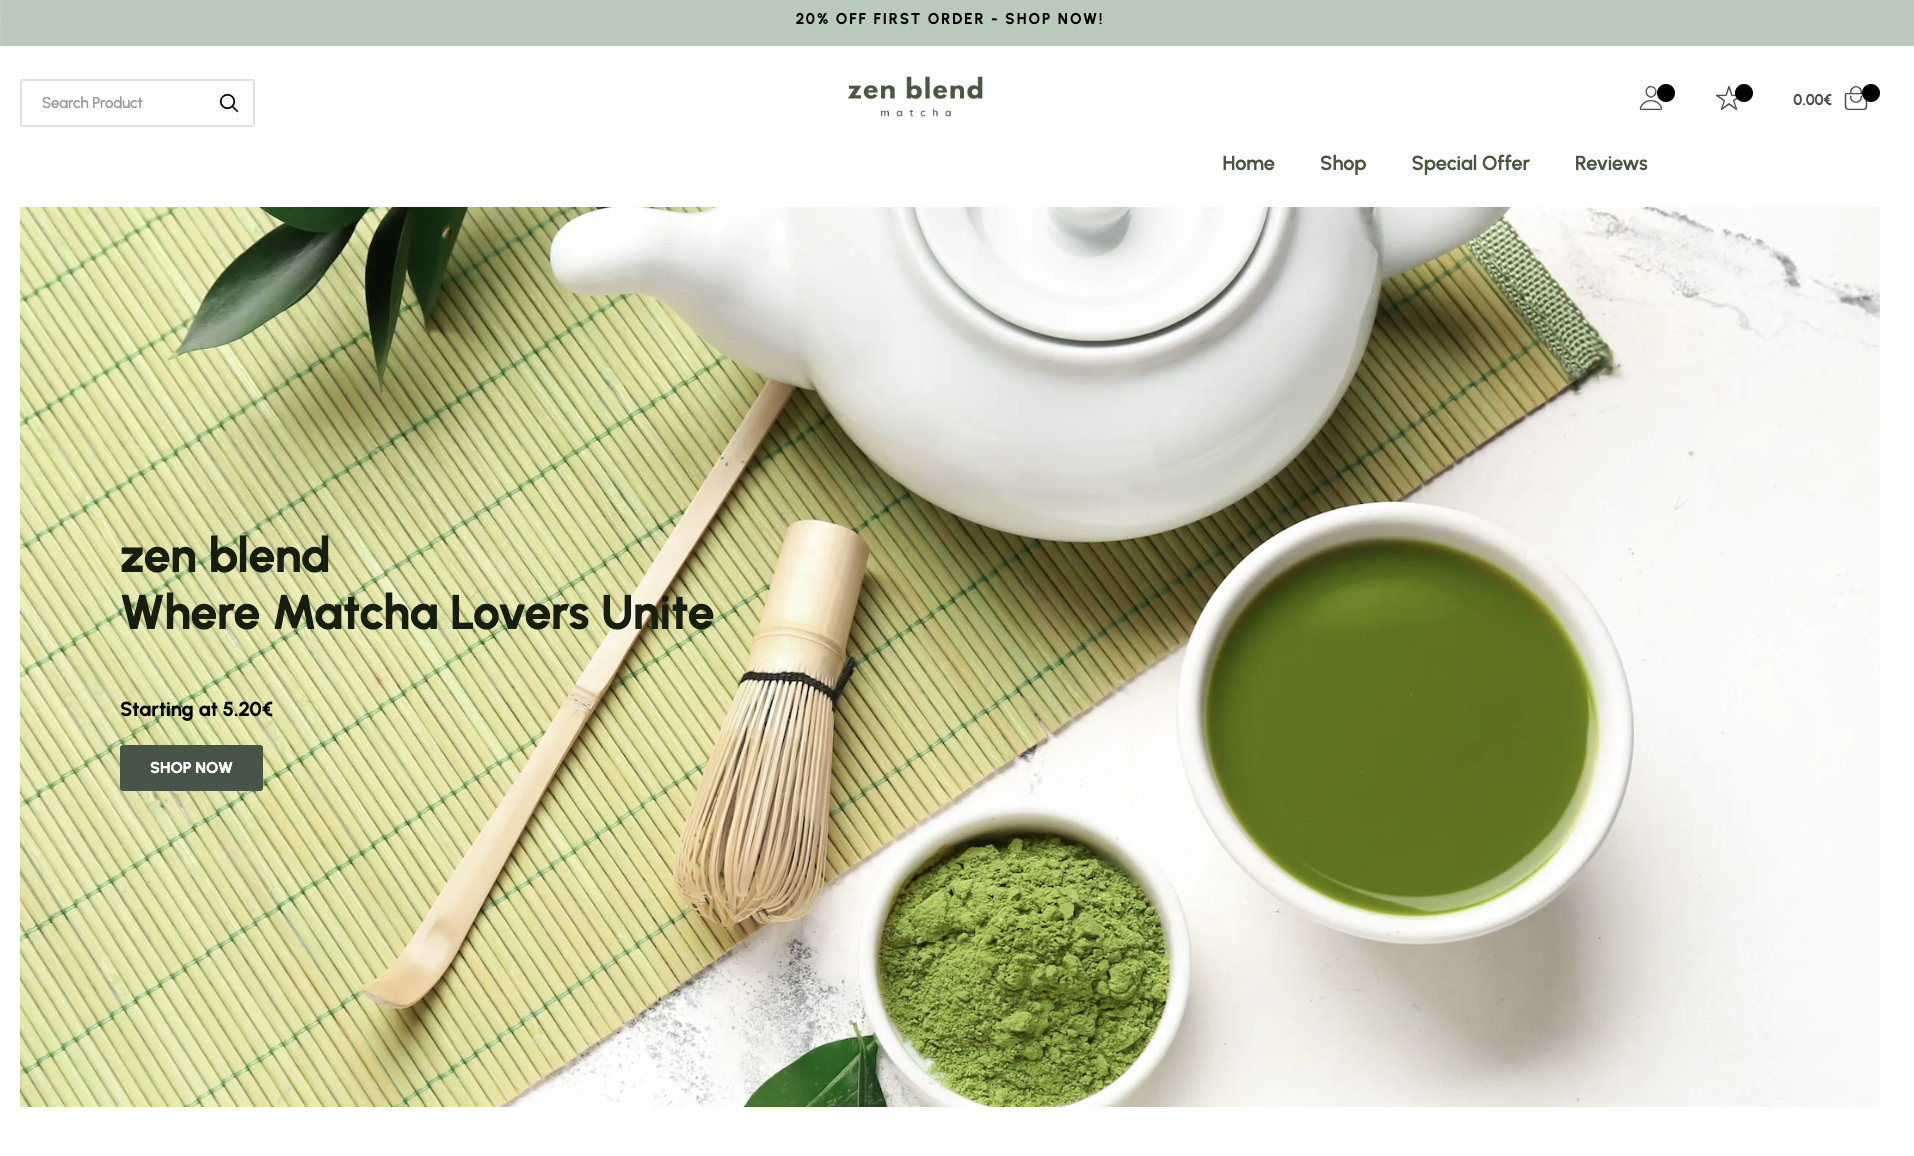 20% OFF FIRST ORDER - SHOP NOW!
Search Product
zen blend
matcha
0.00€
Home Shop Special Offer Reviews
zen blend
Where Matcha Lovers Unite
Starting at 5.20€
SHOP NOW